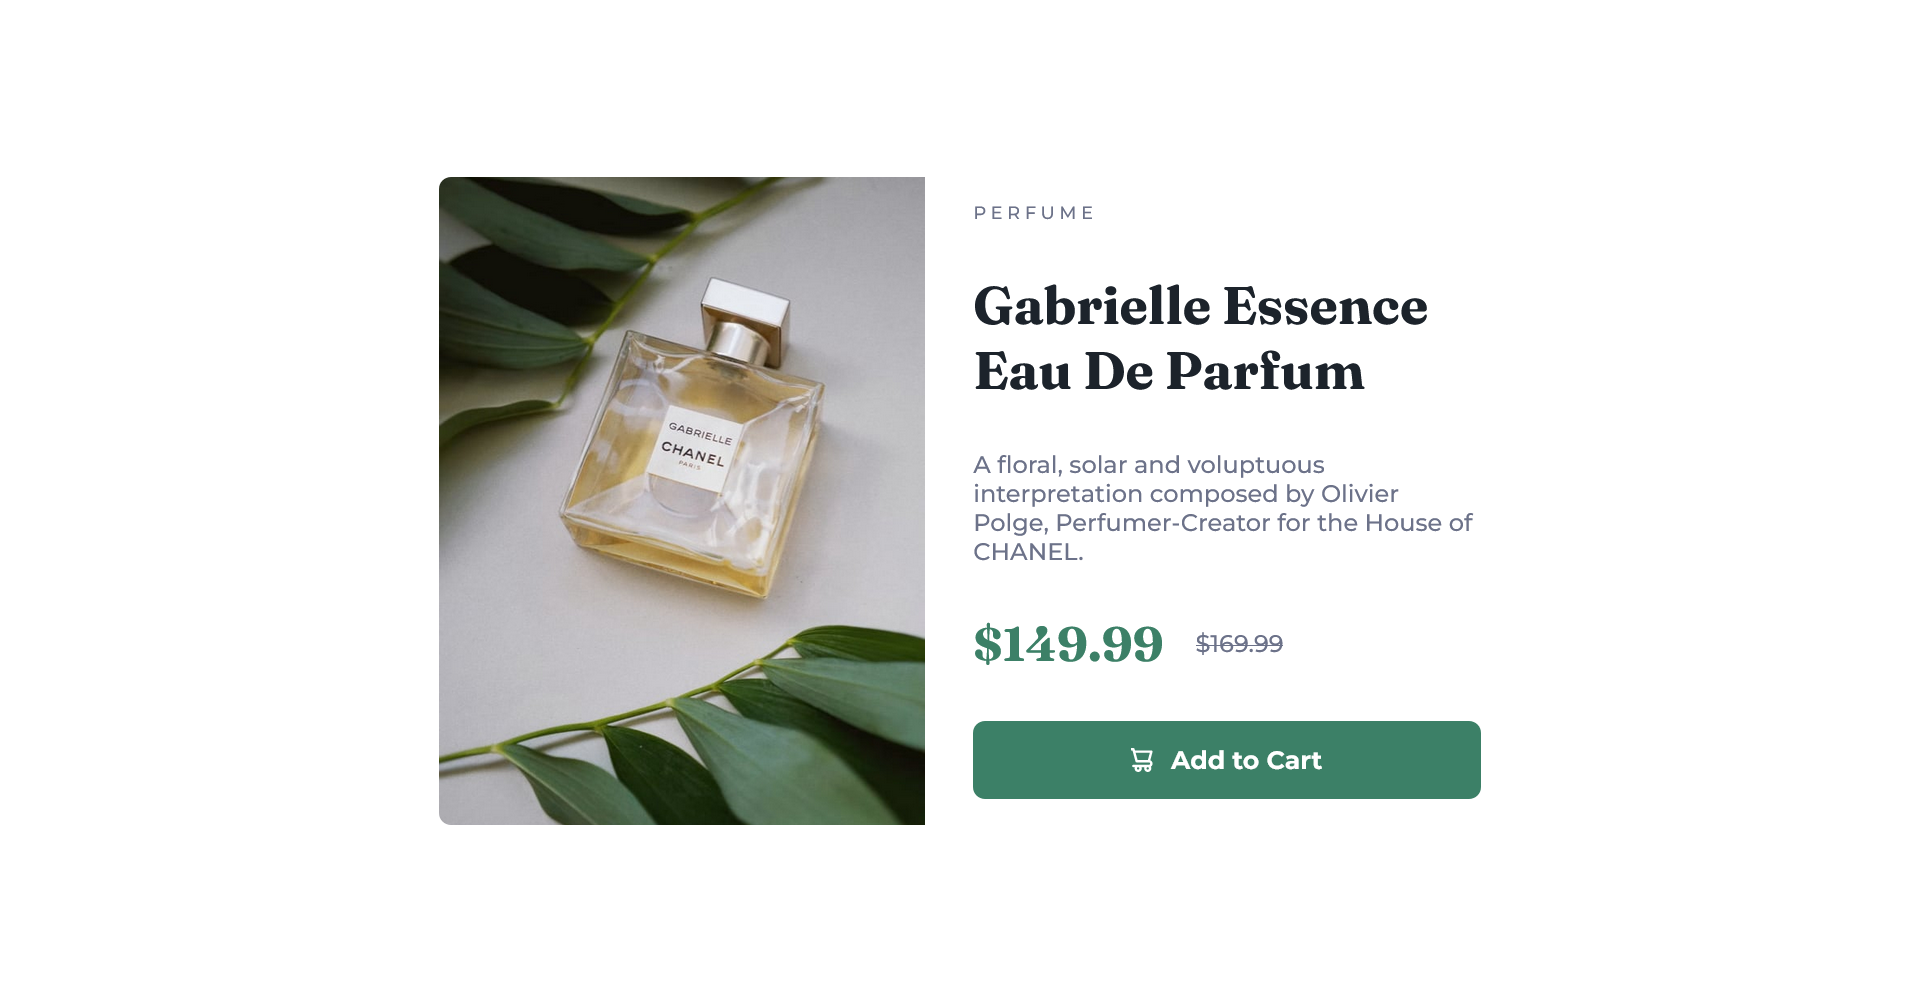 GABRIELLE
CHANEL
PARIS
PERFUME
Gabrielle Essence
Eau De Parfum
A floral, solar and voluptuous
interpretation composed by Olivier
Polge, Perfumer-Creator for the House of
CHANEL.
$149.99 $169.99
Add to Cart